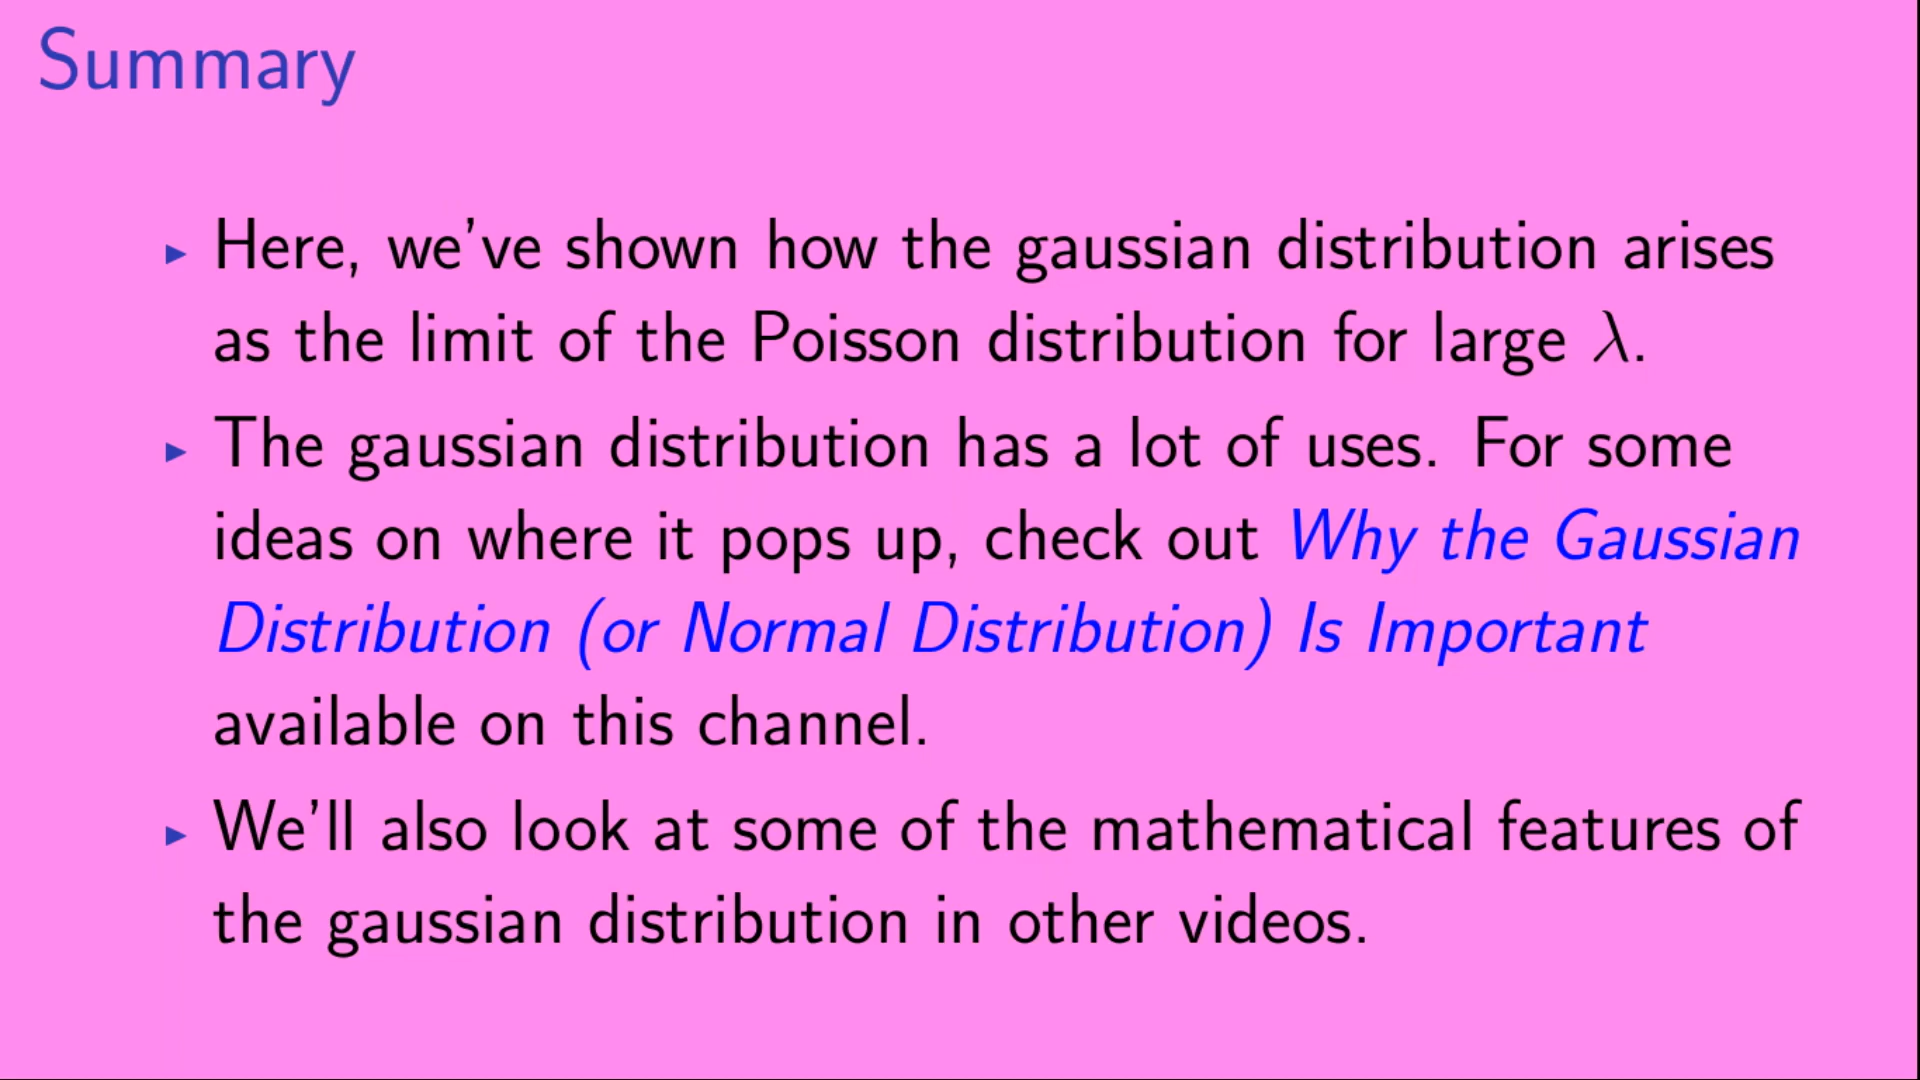 Summary
Here, we've shown how the gaussian distribution arises
as the limit of the Poisson distribution for large λ.
The gaussian distribution has a lot of uses. For some
ideas on where it pops up, check out Why the Gaussian
Distribution (or Normal Distribution) Is Important
available on this channel.
We'll also look at some of the mathematical features of
the gaussian distribution in other videos.